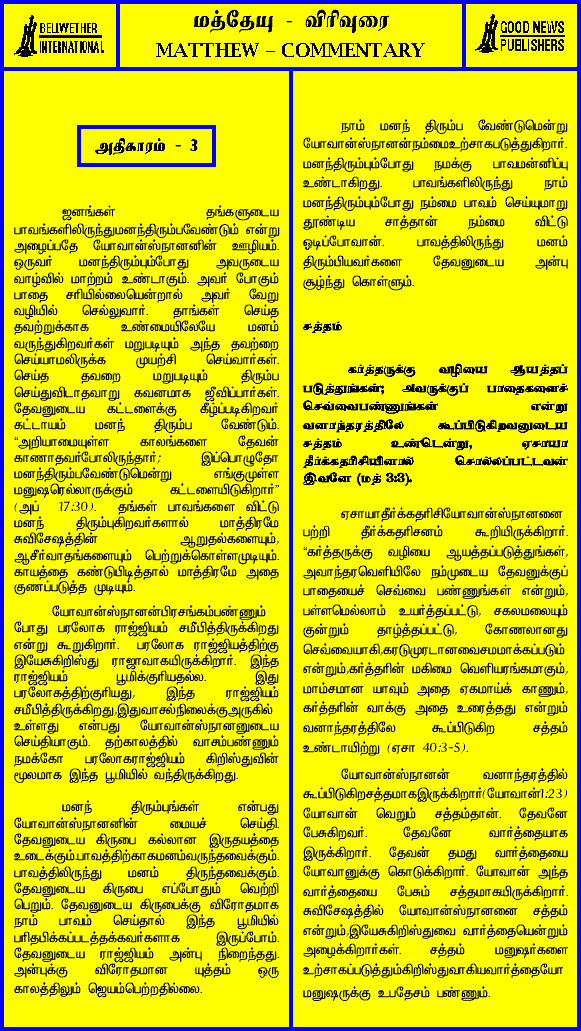 BELWETHER
INTERNATIONAL
மத்தேயு - விரிவுரை
MATTHEW – COMMENTARY
GOOD NEWS
PUBLISHERS
அதிகாரம் - 3
ஜனங்கள் தங்களுடைய
பாவங்களிலிருந்துமனந்திரும்பவேண்டும் என்று
அழைப்பதே யோவான்ஸ்நானனின் ஊழியம்.
ஒருவர் மனந்திரும்பும்போது அவருடைய
வாழ்வில் மாற்றம் உண்டாகும். அவர் போகும்
பாதை சரியில்லையென்றால் அவர் வேறு
வழியில் செல்லுவார். தாங்கள் செய்த
தவற்றுக்காக உண்மையிலேயே மனம்
வருந்துகிறவர்கள் மறுபடியும் அந்த தவற்றை
செய்யாமலிருக்க முயற்சி செய்வார்கள்.
செய்த தவறை மறுபடியும் திரும்ப
செய்துவிடாதவாறு கவனமாக ஜீவிப்பார்கள்.
தேவனுடைய கட்டளைக்கு கீழ்ப்படிகிறவர்
கட்டாயம் மனந் திரும்ப வேண்டும்.
“அறியாமையுள்ள காலங்களை தேவன்
காணாதவர்போலிருந்தார்; இப்பொழுதோ
மனந்திரும்பவேண்டுமென்று எங்குமுள்ள
மனுஷரெல்லாருக்கும் கட்டளையிடுகிறார்”
(அப் 17:30). தங்கள் பாவங்களை விட்டு
மனந் திரும்புகிறவர்களால் மாத்திரமே
சுவிசேஷத்தின் ஆறுதல்களையும்,
ஆசீர்வாதங்களையும் பெற்றுக்கொள்ளமுடியும்.
காயத்தை கண்டுபிடித்தால் மாத்திரமே அதை
குணப்படுத்த முடியும்.
யோவான்ஸ்நானன்பிரசங்கம்பண்ணும்
போது பரலோக ராஜ்ஜியம் சமீபித்திருக்கிறது
என்று கூறுகிறார். பரலோக ராஜ்ஜியத்திற்கு
இயேசுகிறிஸ்து ராஜாவாகயிருக்கிறார். இந்த
ராஜ்ஜியம் பூமிக்குரியதல்ல. இது
பரலோகத்திற்குரியது, இந்த ராஜ்ஜியம்
சமீபித்திருக்கிறது,இதுவாசல்நிலைக்குஅருகில்
உள்ளது என்பது யோவான்ஸ்நானனுடைய
செய்தியாகும். தற்காலத்தில் வாசம்பண்ணும்
நமக்கோ பரலோகராஜ்ஜியம் கிறிஸ்துவின்
மூலமாக இந்த பூமியில் வந்திருக்கிறது.
மனந் திரும்புங்கள் என்பது
யோவான்ஸ்நானனின் மையச் செய்தி.
தேவனுடைய கிருபை கல்லான இருதயத்தை
உடைக்கும்.பாவத்திற்காகமனம்வருந்தவைக்கும்.
பாவத்திலிருந்து மனம் திருந்தவைக்கும்.
தேவனுடைய கிருபை எப்போதும் வெற்றி
பெறும். தேவனுடைய கிருபைக்கு விரோதமாக
நாம் பாவம் செய்தால் இந்த பூமியில்
பரிதபிக்கப்படத்தக்கவர்களாக இருப்போம்.
தேவனுடைய ராஜ்ஜியம் அன்பு நிறைந்தது.
அன்புக்கு விரோதமான யுத்தம் ஒரு
காலத்திலும் ஜெயம்பெற்றதில்லை.
நாம் மனந் திரும்ப வேண்டுமென்று
யோவான்ஸ்நானன்நம்மைஉற்சாகபடுத்துகிறார்.
மனந்திரும்பும்போது நமக்கு பாவமன்னிப்பு
உண்டாகிறது. பாவங்களிலிருந்து நாம்
மனந்திரும்பும்போது நம்மை பாவம் செய்யுமாறு
தூண்டிய சாத்தான் நம்மை விட்டு
ஓடிப்போவான். பாவத்திலிருந்து மனம்
திரும்பியவர்களை தேவனுடைய அன்பு
சூழ்ந்து கொள்ளும்.
சத்தம்
கர்த்தருக்கு வழியை ஆயத்தப்
படுத்துங்கள்; அவருக்குப் பாதைகளைச்
செவ்வைபண்ணுங்கள் என்று
வனாந்தரத்திலே கூப்பிடுகிறவனுடைய
சத்தம் உண்டென்று, ஏசாயா
தீர்க்கதரிசியினால் சொல்லப்பட்டவன்
இவனே (மத் 3:3).
ஏசாயாதீர்க்கதரிசியோவான்ஸ்நானனை
பற்றி தீர்க்கதரிசனம் கூறியிருக்கிறார்.
“கர்த்தருக்கு வழியை ஆயத்தப்படுத்துங்கள்,
அவாந்தரவெளியிலே நம்முடைய தேவனுக்குப்
பாதையைச் செவ்வை பண்ணுங்கள் என்றும்,
பள்ளமெல்லாம் உயர்த்தப்பட்டு, சகலமலையும்
குன்றும் தாழ்த்தப்பட்டு, கோணலானது
செவ்வையாகி,கரடுமுரடானவைசமமாக்கப்படும்
என்றும்,கர்த்தரின் மகிமை வெளியரங்கமாகும்,
மாம்சமான யாவும் அதை ஏகமாய்க் காணும்,
கர்த்தரின் வாக்கு அதை உரைத்தது என்றும்
வனாந்தரத்திலே கூப்பிடுகிற சத்தம்
உண்டாயிற்று (ஏசா 40:3-5).
யோவான்ஸ்நானன் வனாந்தரத்தில்
கூப்பிடுகிறசத்தமாகஇருக்கிறார்(யோவான்1:23)
யோவான் வெறும் சத்தம்தான். தேவனே
பேசுகிறவர். தேவனே வார்த்தையாக
இருக்கிறார். தேவன் தமது வார்த்தையை
யோவானுக்கு கொடுக்கிறார். யோவான் அந்த
வார்த்தையை பேசும் சத்தமாகயிருக்கிறார்.
சுவிசேஷத்தில் யோவான்ஸ்நானனை சத்தம்
என்றும்,இயேசுகிறிஸ்துவை வார்த்தையென்றும்
அழைக்கிறார்கள். சத்தம் மனுஷர்களை
உற்சாகப்படுத்தும்கிறிஸ்துவாகியவார்த்தையோ
மனுஷருக்கு உபதேசம் பண்ணும்.